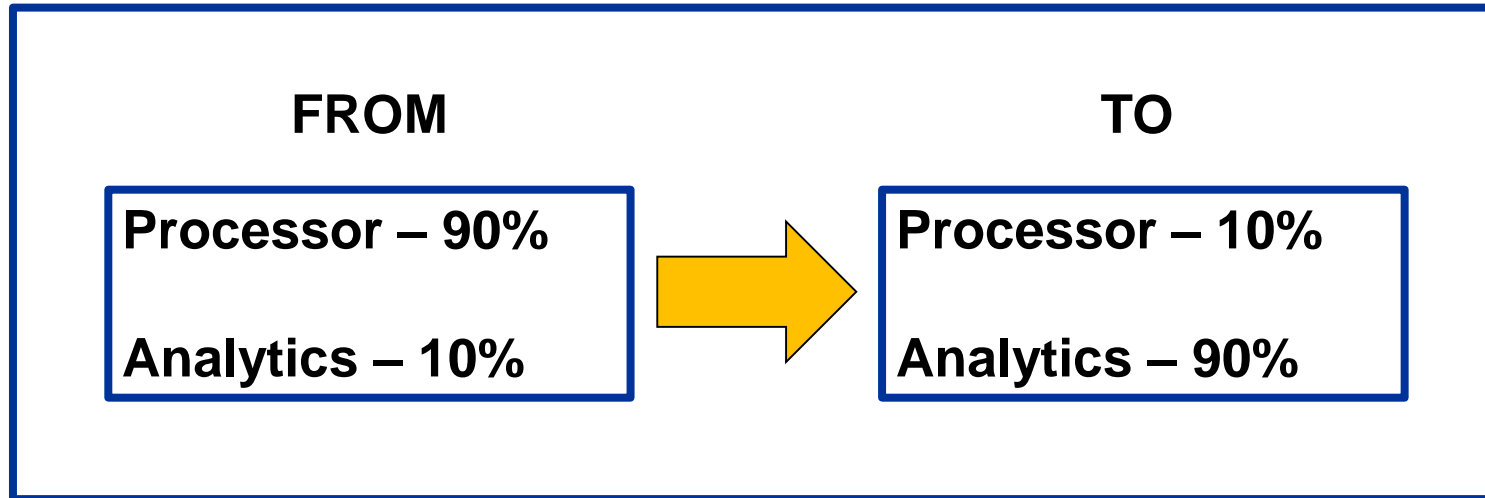 FROM
Processor – 90%
Analytics – 10%
TO
Processor – 10%
Analytics – 90%